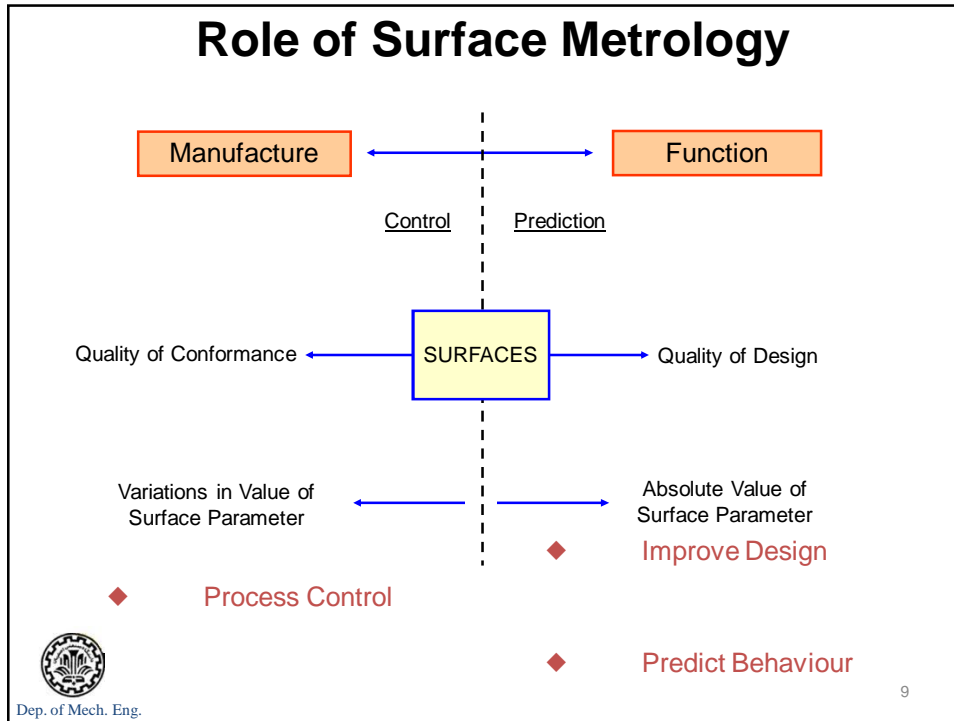 Role of Surface Metrology
Manufacture
Function
Control
Prediction
Quality of Conformance
SURFACES
Quality of Design
Variations in Value of
Surface Parameter
Absolute Value of
Surface Parameter
Improve Design
Process Control
Predict Behaviour
9
Dep. of Mech. Eng.